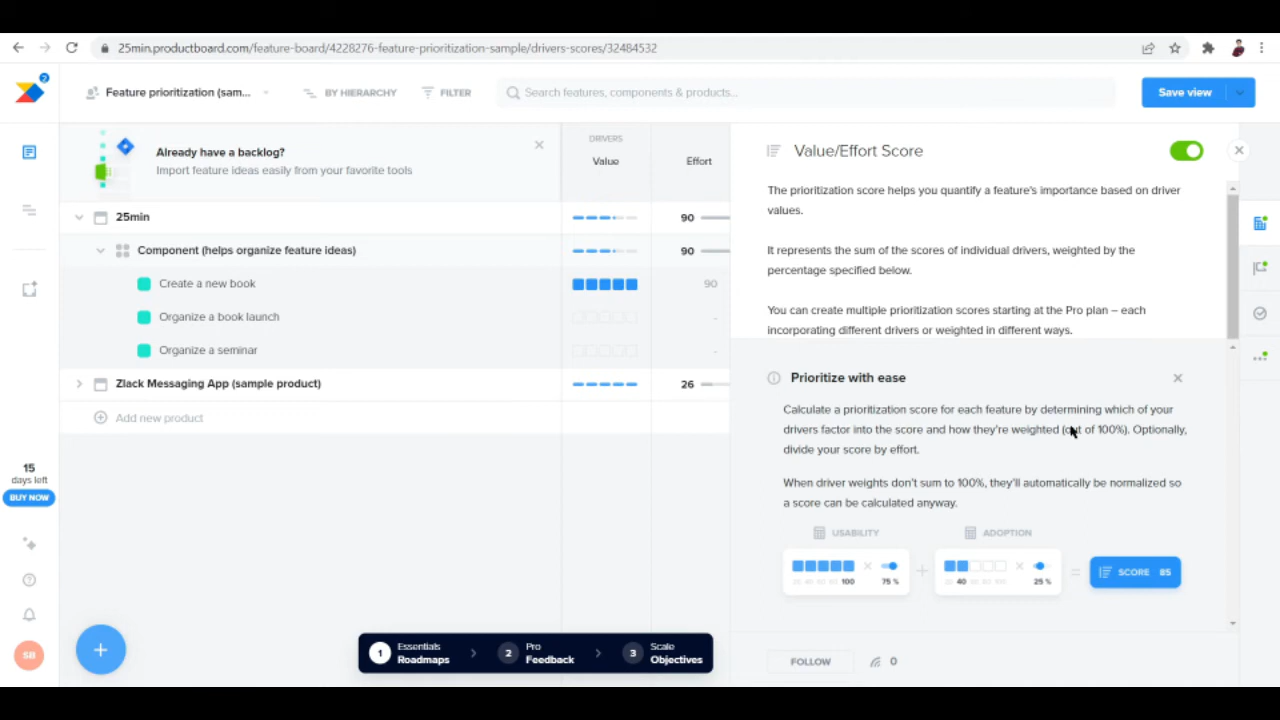 25min.productboard.com/feature-board/4228276-feature-prioritization-sample/drivers-scores/32484532
2
Feature prioritization (sam...
BY HIERARCHY
FILTER
Search features, components & products...
Save view
Already have a backlog?
Import feature ideas easily from your favorite tools
DRIVERS
Value
Effort
25min
90
Component (helps organize feature ideas)
90
Create a new book
90
Organize a book launch
-
Organize a seminar
-
Zlack Messaging App (sample product)
26
Add new product
Value/Effort Score
The prioritization score helps you quantify a feature's importance based on driver
values.
It represents the sum of the scores of individual drivers, weighted by the
percentage specified below.
You can create multiple prioritization scores starting at the Pro plan – each
incorporating different drivers or weighted in different ways.
Prioritize with ease
Calculate a prioritization score for each feature by determining which of your
drivers factor into the score and how they're weighted (out of 100%). Optionally,
divide your score by effort.
When driver weights don't sum to 100%, they'll automatically be normalized so
a score can be calculated anyway.
USABILITY
ADOPTION
20 40 60 80 100
75 %
+
20 40 60 80 100
25 %
=
SCORE 85
FOLLOW
0
15
days left
BUY NOW
SB
1
Essentials
Roadmaps
2
Pro
Feedback
3
Scale
Objectives